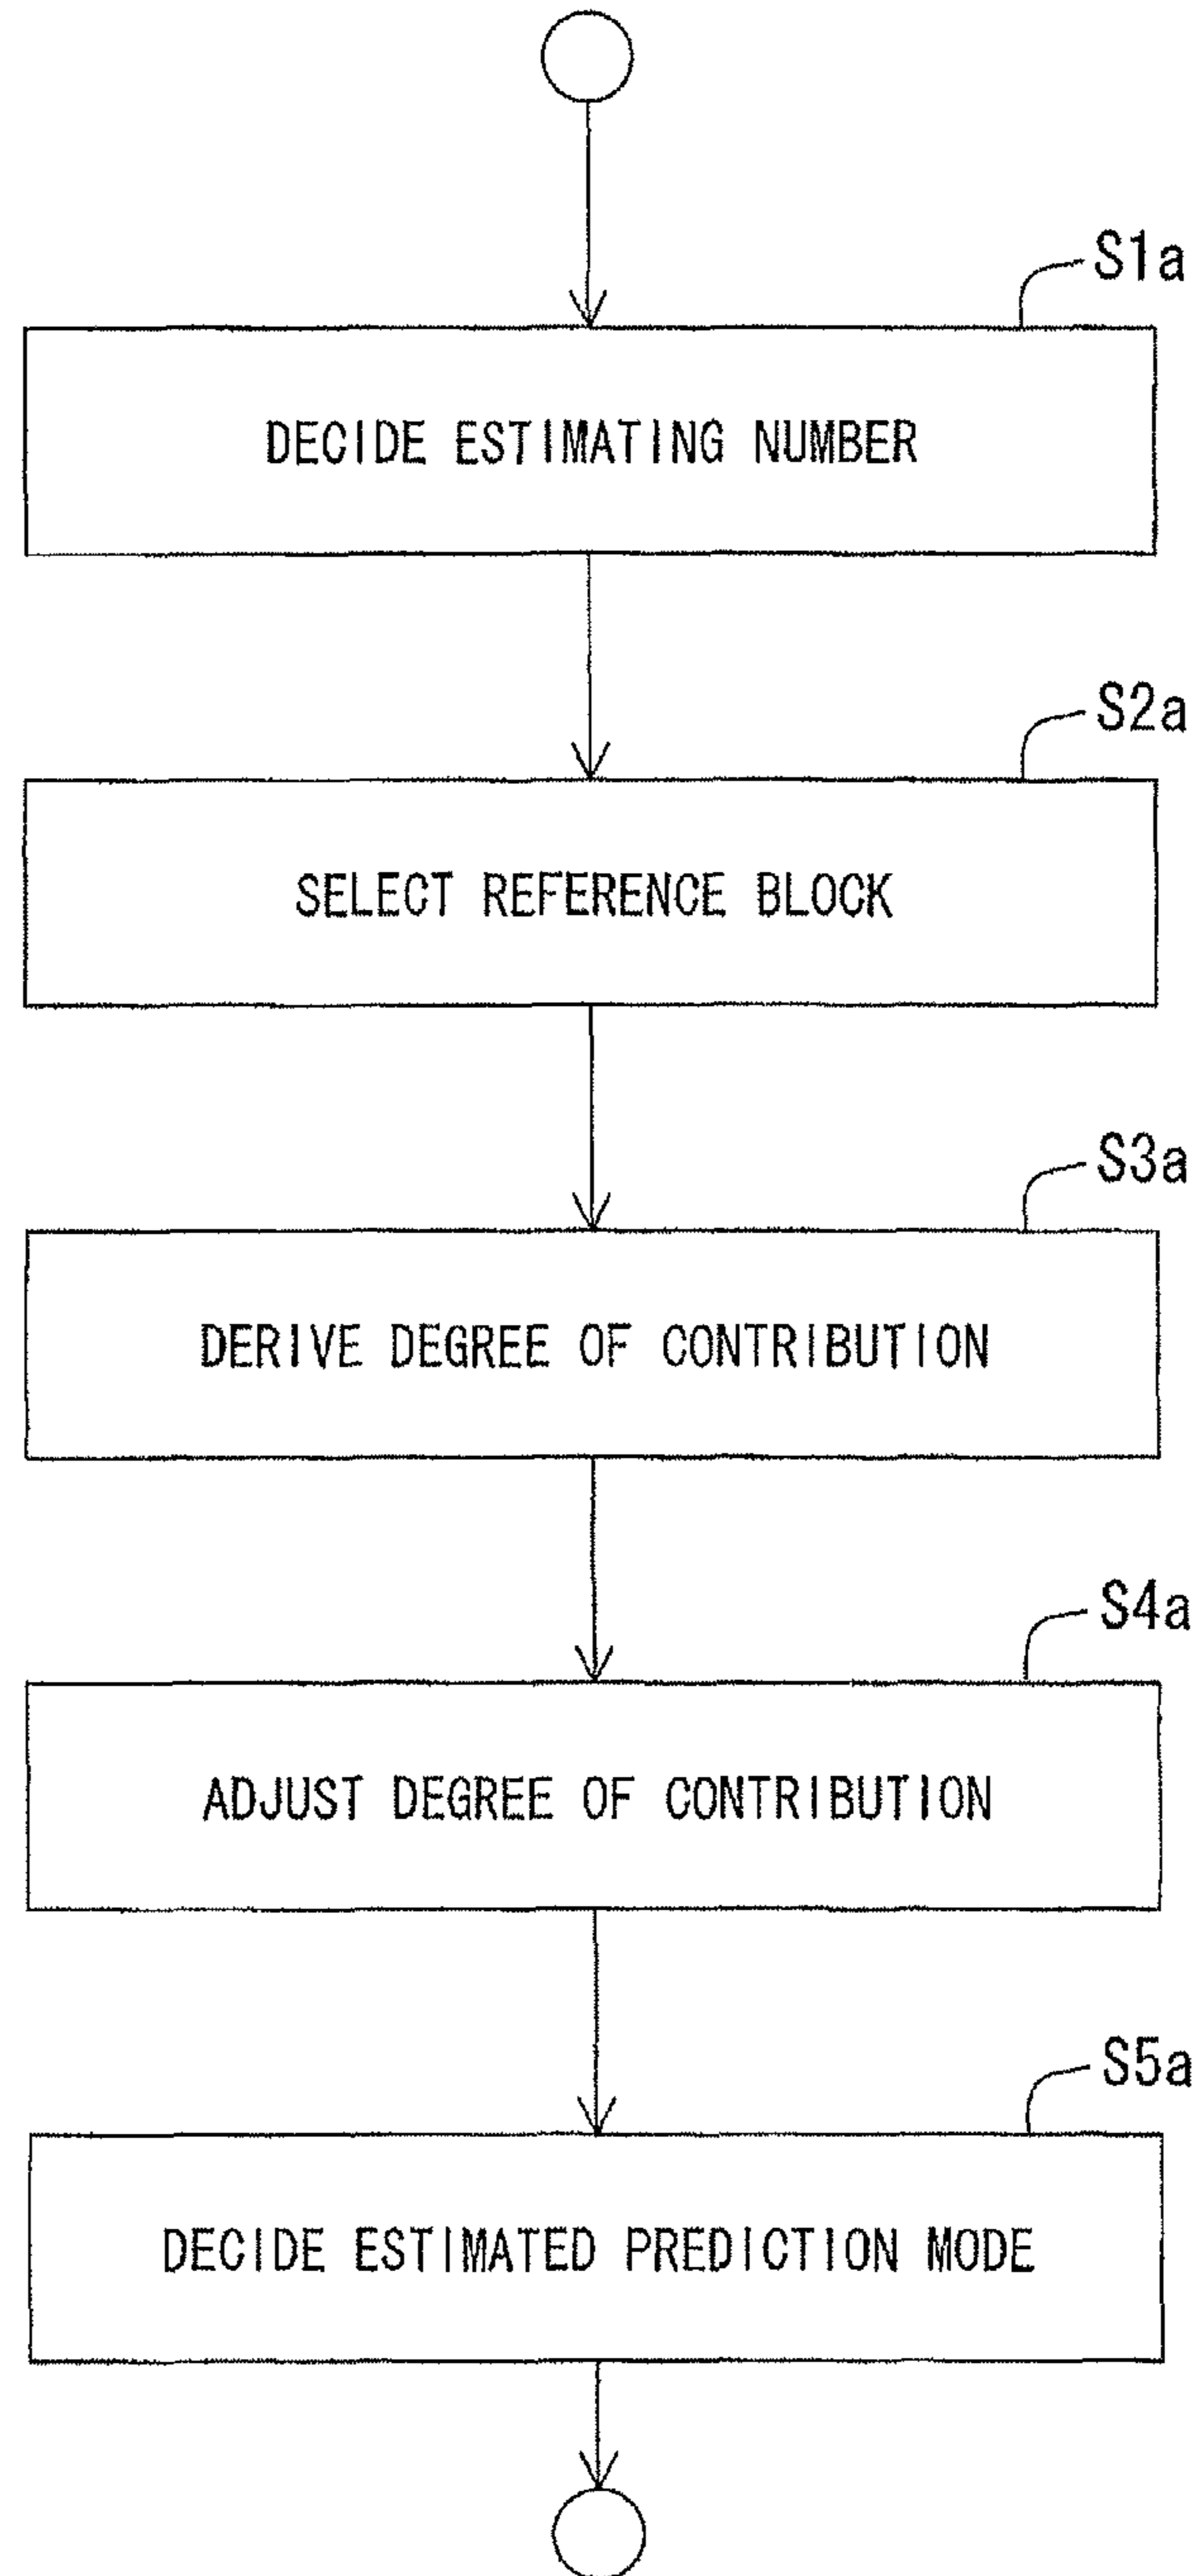 S1a
DECIDE ESTIMATING NUMBER
S2a
SELECT REFERENCE BLOCK
S3a
DERIVE DEGREE OF CONTRIBUTION
S4a
ADJUST DEGREE OF CONTRIBUTION
S5a
DECIDE ESTIMATED PREDICTION MODE